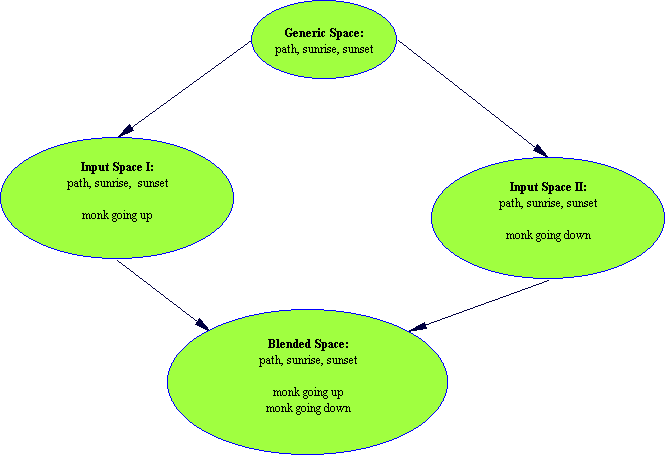 Generic Space:
path, sunrise, sunset
Input Space I:
path, sunrise, sunset
monk going up
Input Space II:
path, sunrise, sunset
monk going down
Blended Space:
path, sunrise, sunset
monk going up
monk going down